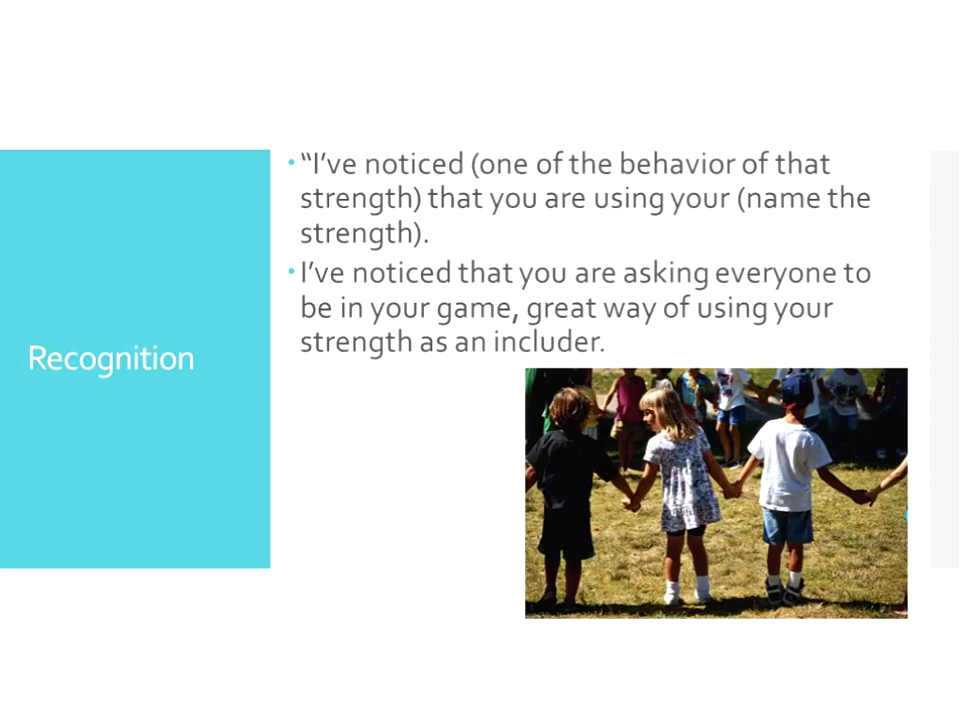 Recognition
• “I’ve noticed (one of the behavior of that
strength) that you are using your (name the
strength).
• I’ve noticed that you are asking everyone to
be in your game, great way of using your
strength as an includer.